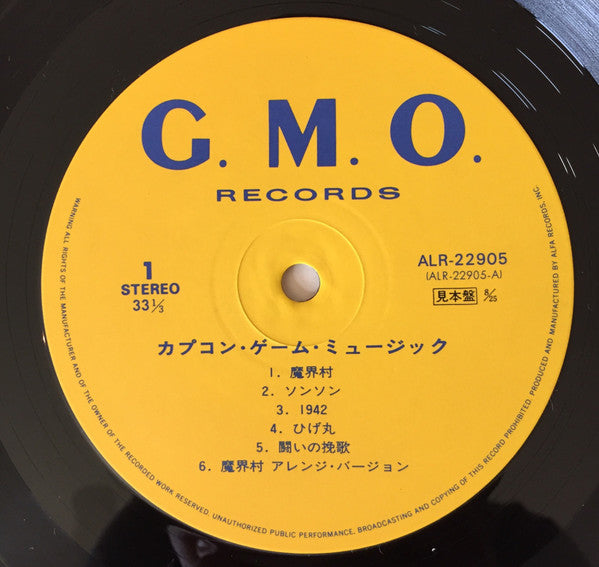 G. M. O.
RECORDS
1
STEREO
33 1/3
ALR-22905
(ALR-22905-A)
見本盤 8/25
カプコン・ゲーム・ミュージック
1. 魔界村
2. ソンソン
3. 1942
4. ひげ丸
5. 闘いの挽歌
6. 魔界村 アレンジ・バージョン
WARNING: ALL RIGHTS OF THE MANUFACTURER AND OF THE OWNER OF THE RECORDED WORK RESERVED. UNAUTHORIZED PUBLIC PERFORMANCE, BROADCASTING AND COPYING OF THIS RECORD PROHIBITED. PRODUCED AND MANUFACTURED BY ALFA RECORDS, INC.